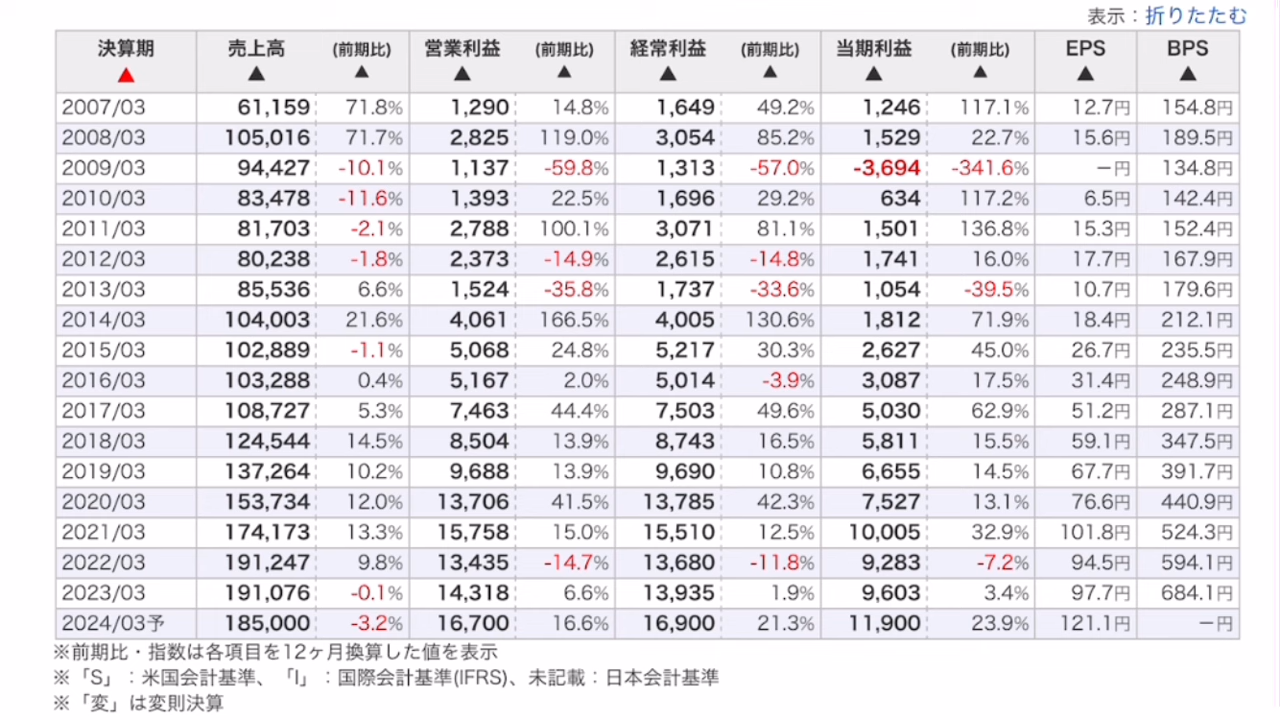 表示：折りたたむ
決算期 売上高 (前期比) 営業利益 (前期比) 経常利益 (前期比) 当期利益 (前期比) EPS BPS
▲ ▲ ▲ ▲ ▲ ▲ ▲ ▲ ▲ ▲ ▲
2007/03 61,159 71.8% 1,290 14.8% 1,649 49.2% 1,246 117.1% 12.7円 154.8円
2008/03 105,016 71.7% 2,825 119.0% 3,054 85.2% 1,529 22.7% 15.6円 189.5円
2009/03 94,427 -10.1% 1,137 -59.8% 1,313 -57.0% -3,694 -341.6% －円 134.8円
2010/03 83,478 -11.6% 1,393 22.5% 1,696 29.2% 634 117.2% 6.5円 142.4円
2011/03 81,703 -2.1% 2,788 100.1% 3,071 81.1% 1,501 136.8% 15.3円 152.4円
2012/03 80,238 -1.8% 2,373 -14.9% 2,615 -14.8% 1,741 16.0% 17.7円 167.9円
2013/03 85,536 6.6% 1,524 -35.8% 1,737 -33.6% 1,054 -39.5% 10.7円 179.6円
2014/03 104,003 21.6% 4,061 166.5% 4,005 130.6% 1,812 71.9% 18.4円 212.1円
2015/03 102,889 -1.1% 5,068 24.8% 5,217 30.3% 2,627 45.0% 26.7円 235.5円
2016/03 103,288 0.4% 5,167 2.0% 5,014 -3.9% 3,087 17.5% 31.4円 248.9円
2017/03 108,727 5.3% 7,463 44.4% 7,503 49.6% 5,030 62.9% 51.2円 287.1円
2018/03 124,544 14.5% 8,504 13.9% 8,743 16.5% 5,811 15.5% 59.1円 347.5円
2019/03 137,264 10.2% 9,688 13.9% 9,690 10.8% 6,655 14.5% 67.7円 391.7円
2020/03 153,734 12.0% 13,706 41.5% 13,785 42.3% 7,527 13.1% 76.6円 440.9円
2021/03 174,173 13.3% 15,758 15.0% 15,510 12.5% 10,005 32.9% 101.8円 524.3円
2022/03 191,247 9.8% 13,435 -14.7% 13,680 -11.8% 9,283 -7.2% 94.5円 594.1円
2023/03 191,076 -0.1% 14,318 6.6% 13,935 1.9% 9,603 3.4% 97.7円 684.1円
2024/03予 185,000 -3.2% 16,700 16.6% 16,900 21.3% 11,900 23.9% 121.1円 －円
※前期比・指数は各項目を12ヶ月換算した値を表示
※「S」：米国会計基準、「I」：国際会計基準(IFRS)、未記載：日本会計基準
※「変」は変則決算